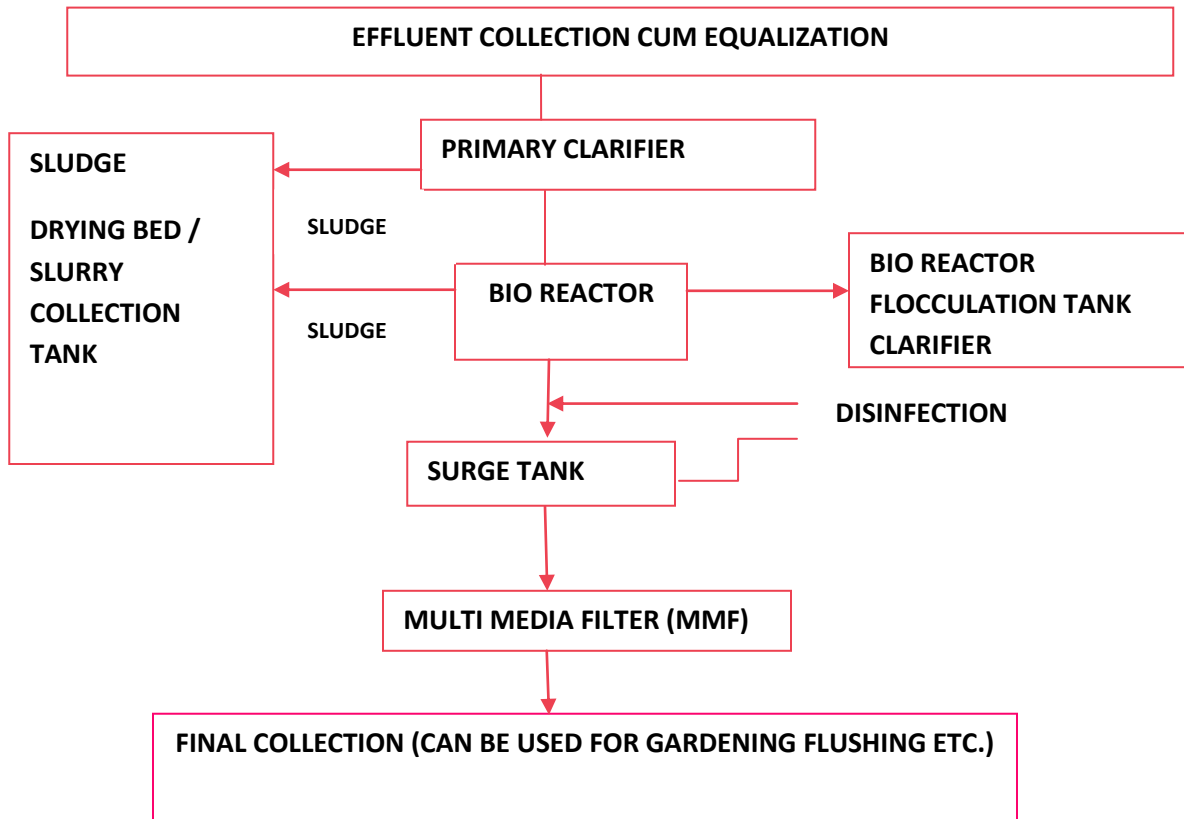 EFFLUENT COLLECTION CUM EQUALIZATION
PRIMARY CLARIFIER
SLUDGE
DRYING BED /
SLURRY
COLLECTION
TANK
SLUDGE
SLUDGE
BIO REACTOR
BIO REACTOR
FLOCCULATION TANK
CLARIFIER
DISINFECTION
SURGE TANK
MULTI MEDIA FILTER (MMF)
FINAL COLLECTION (CAN BE USED FOR GARDENING FLUSHING ETC.)